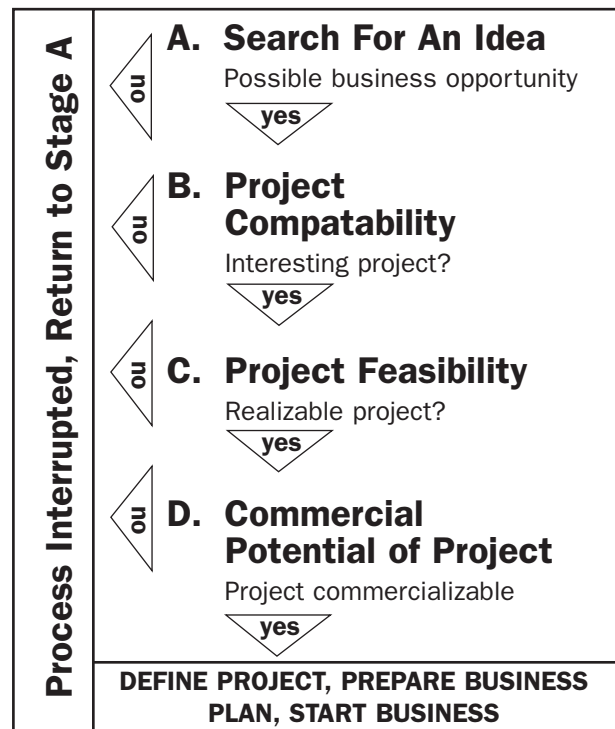 Process Interrupted, Return to Stage A
A. Search For An Idea
Possible business opportunity
no
yes
B. Project
Compatability
Interesting project?
no
yes
C. Project Feasibility
Realizable project?
no
yes
D. Commercial
Potential of Project
Project commercializable
no
yes
DEFINE PROJECT, PREPARE BUSINESS
PLAN, START BUSINESS